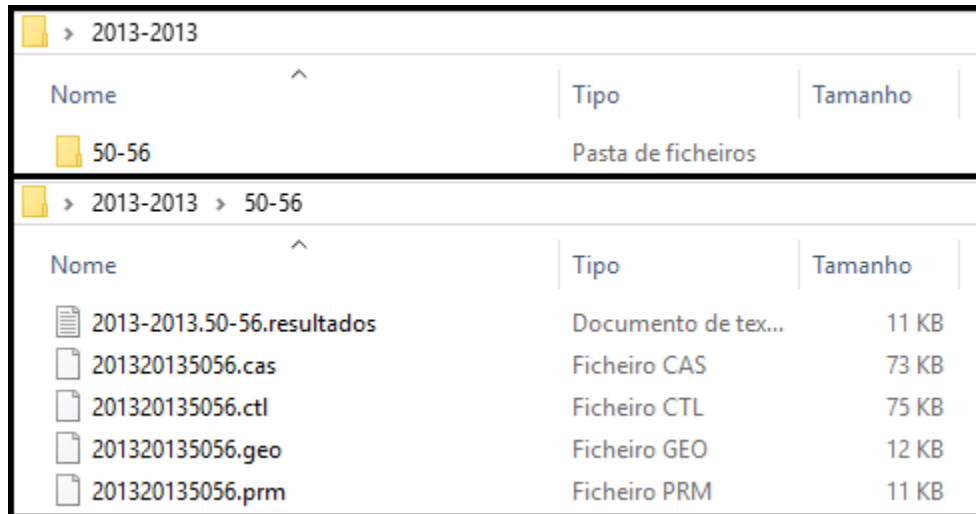 > 2013-2013
Nome Tipo Tamanho
50-56 Pasta de ficheiros
> 2013-2013 > 50-56
Nome Tipo Tamanho
2013-2013.50-56.resultados Documento de tex... 11 KB
201320135056.cas Ficheiro CAS 73 KB
201320135056.ctl Ficheiro CTL 75 KB
201320135056.geo Ficheiro GEO 12 KB
201320135056.prm Ficheiro PRM 11 KB